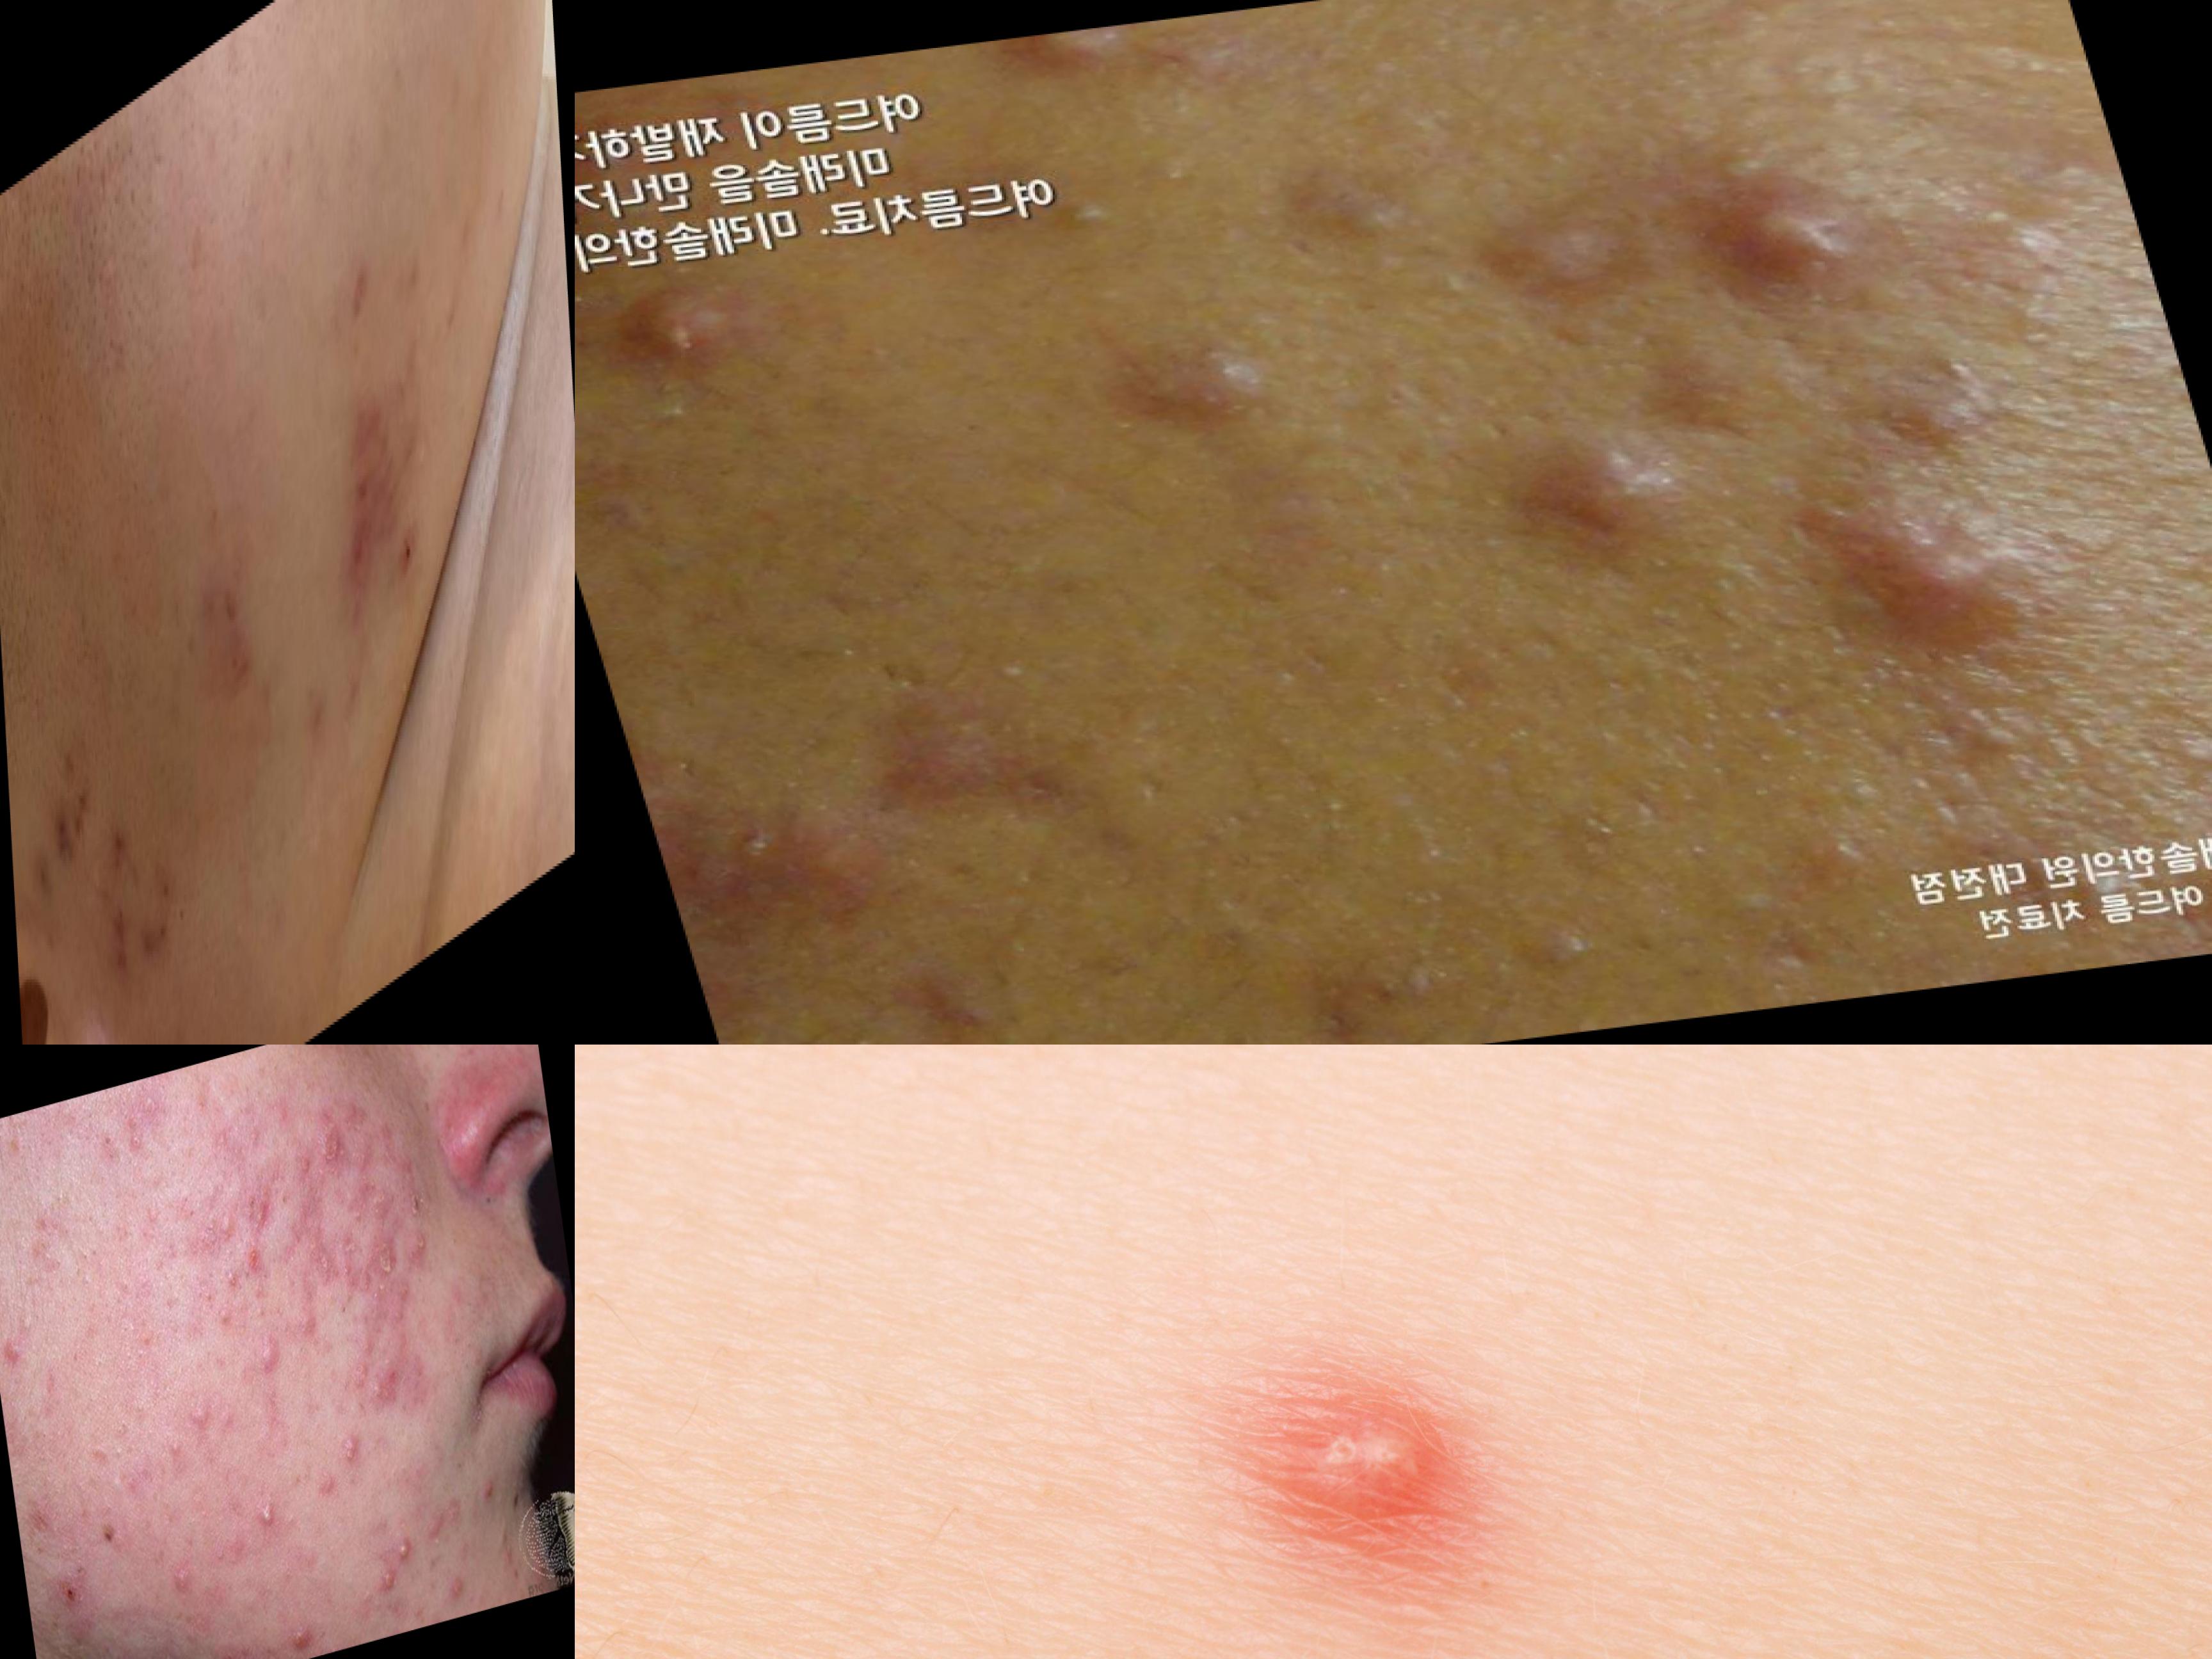 여드름이 재발하
미래솔을 만나
여드름치료. 미래솔한의
솔한의원 대전점
여드름 치료전